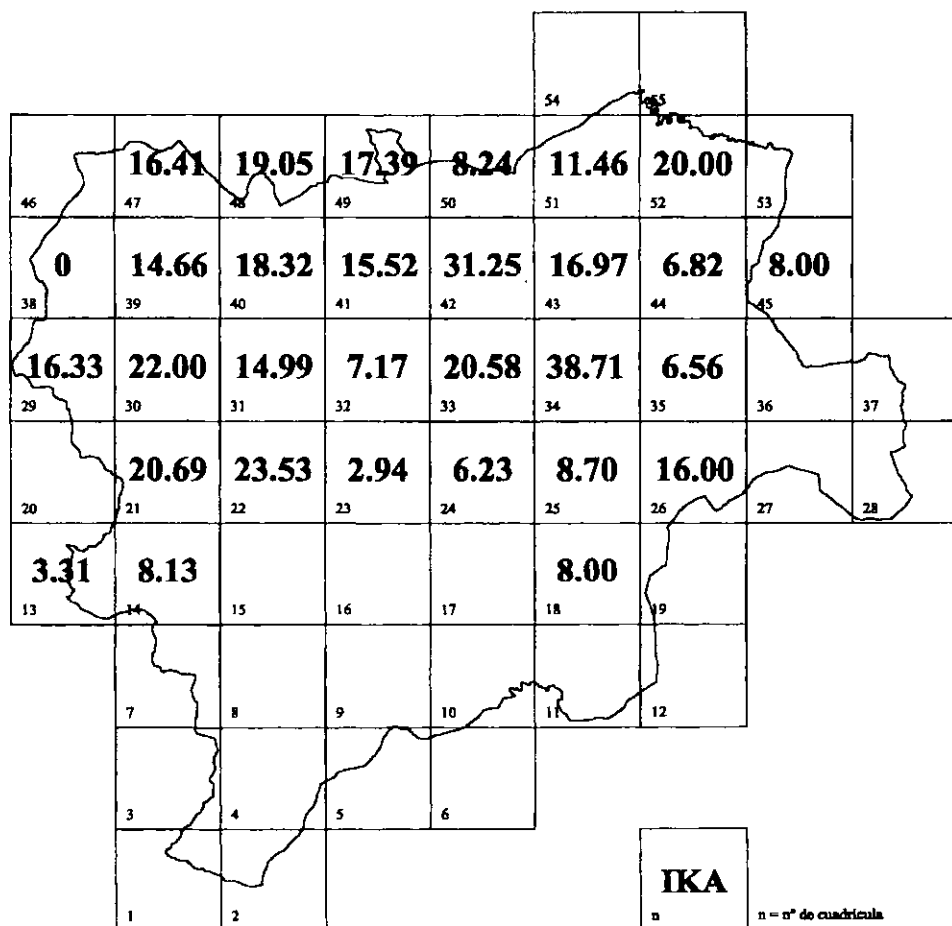 54 55
16.41 19.05 17.39 8.24 11.46 20.00
46 47 48 49 50 51 52 53
0 14.66 18.32 15.52 31.25 16.97 6.82 8.00
38 39 40 41 42 43 44 45
16.33 22.00 14.99 7.17 20.58 38.71 6.56
29 30 31 32 33 34 35 36 37
20.69 23.53 2.94 6.23 8.70 16.00
20 21 22 23 24 25 26 27 28
3.31 8.13 8.00
13 14 15 16 17 18 19
7 8 9 10 11 12
3 4 5 6
IKA
1 2 n n = nº de cuadrícula